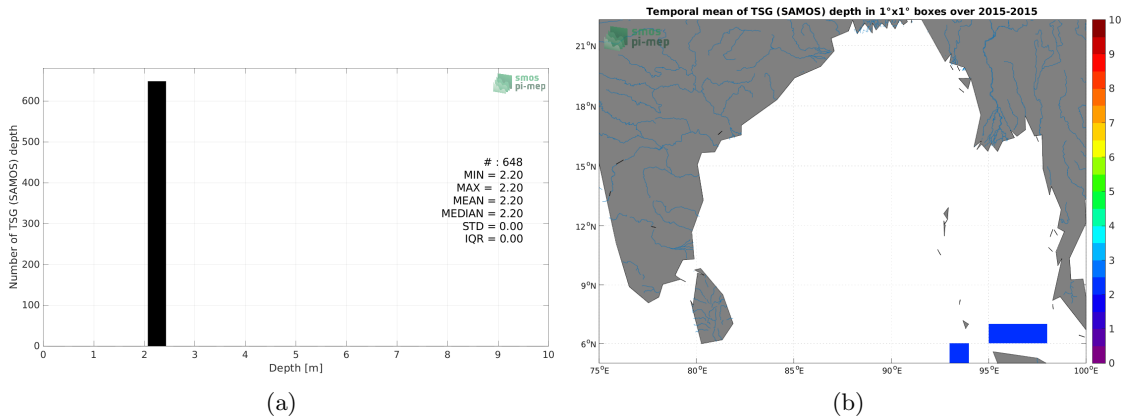 smos
pi-mep
Number of TSG (SAMOS) depth
600
500
400
300
200
100
0
# : 648
MIN = 2.20
MAX = 2.20
MEAN = 2.20
MEDIAN = 2.20
STD = 0.00
IQR = 0.00
0 1 2 3 4 5 6 7 8 9 10
Depth [m]
(a)
Temporal mean of TSG (SAMOS) depth in 1°x1° boxes over 2015-2015
smos
pi-mep
21°N
18°N
15°N
12°N
9°N
6°N
75°E 80°E 85°E 90°E 95°E 100°E
10
9
8
7
6
5
4
3
2
1
0
(b)